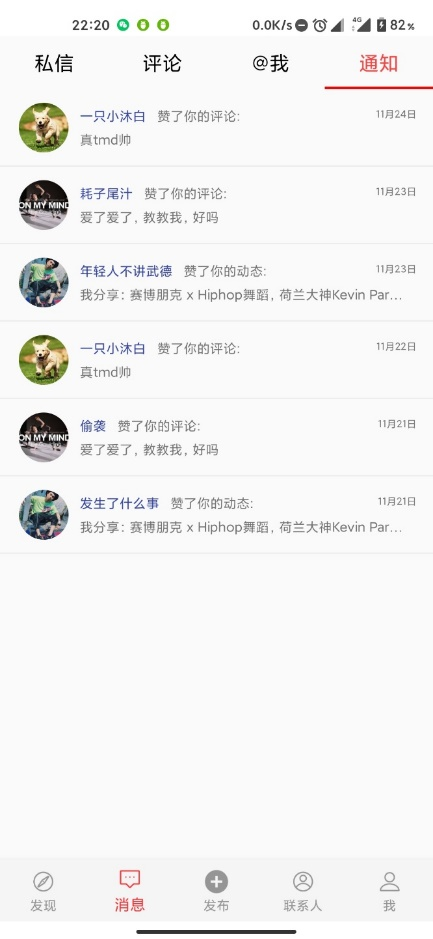 22:20 0.0K/s 4G 82%
私信 评论 @我 通知
一只小沐白 赞了你的评论: 11月24日
真tmd帅
耗子尾汁 赞了你的评论: 11月23日
爱了爱了，教教我，好吗
年轻人不讲武德 赞了你的动态: 11月23日
我分享：赛博朋克 x Hiphop舞蹈，荷兰大神Kevin Par...
一只小沐白 赞了你的评论: 11月22日
真tmd帅
偷袭 赞了你的评论: 11月21日
爱了爱了，教教我，好吗
发生了什么事 赞了你的动态: 11月21日
我分享：赛博朋克 x Hiphop舞蹈，荷兰大神Kevin Par...
ON MY MIND
ON MY MIND
发现 消息 发布 联系人 我